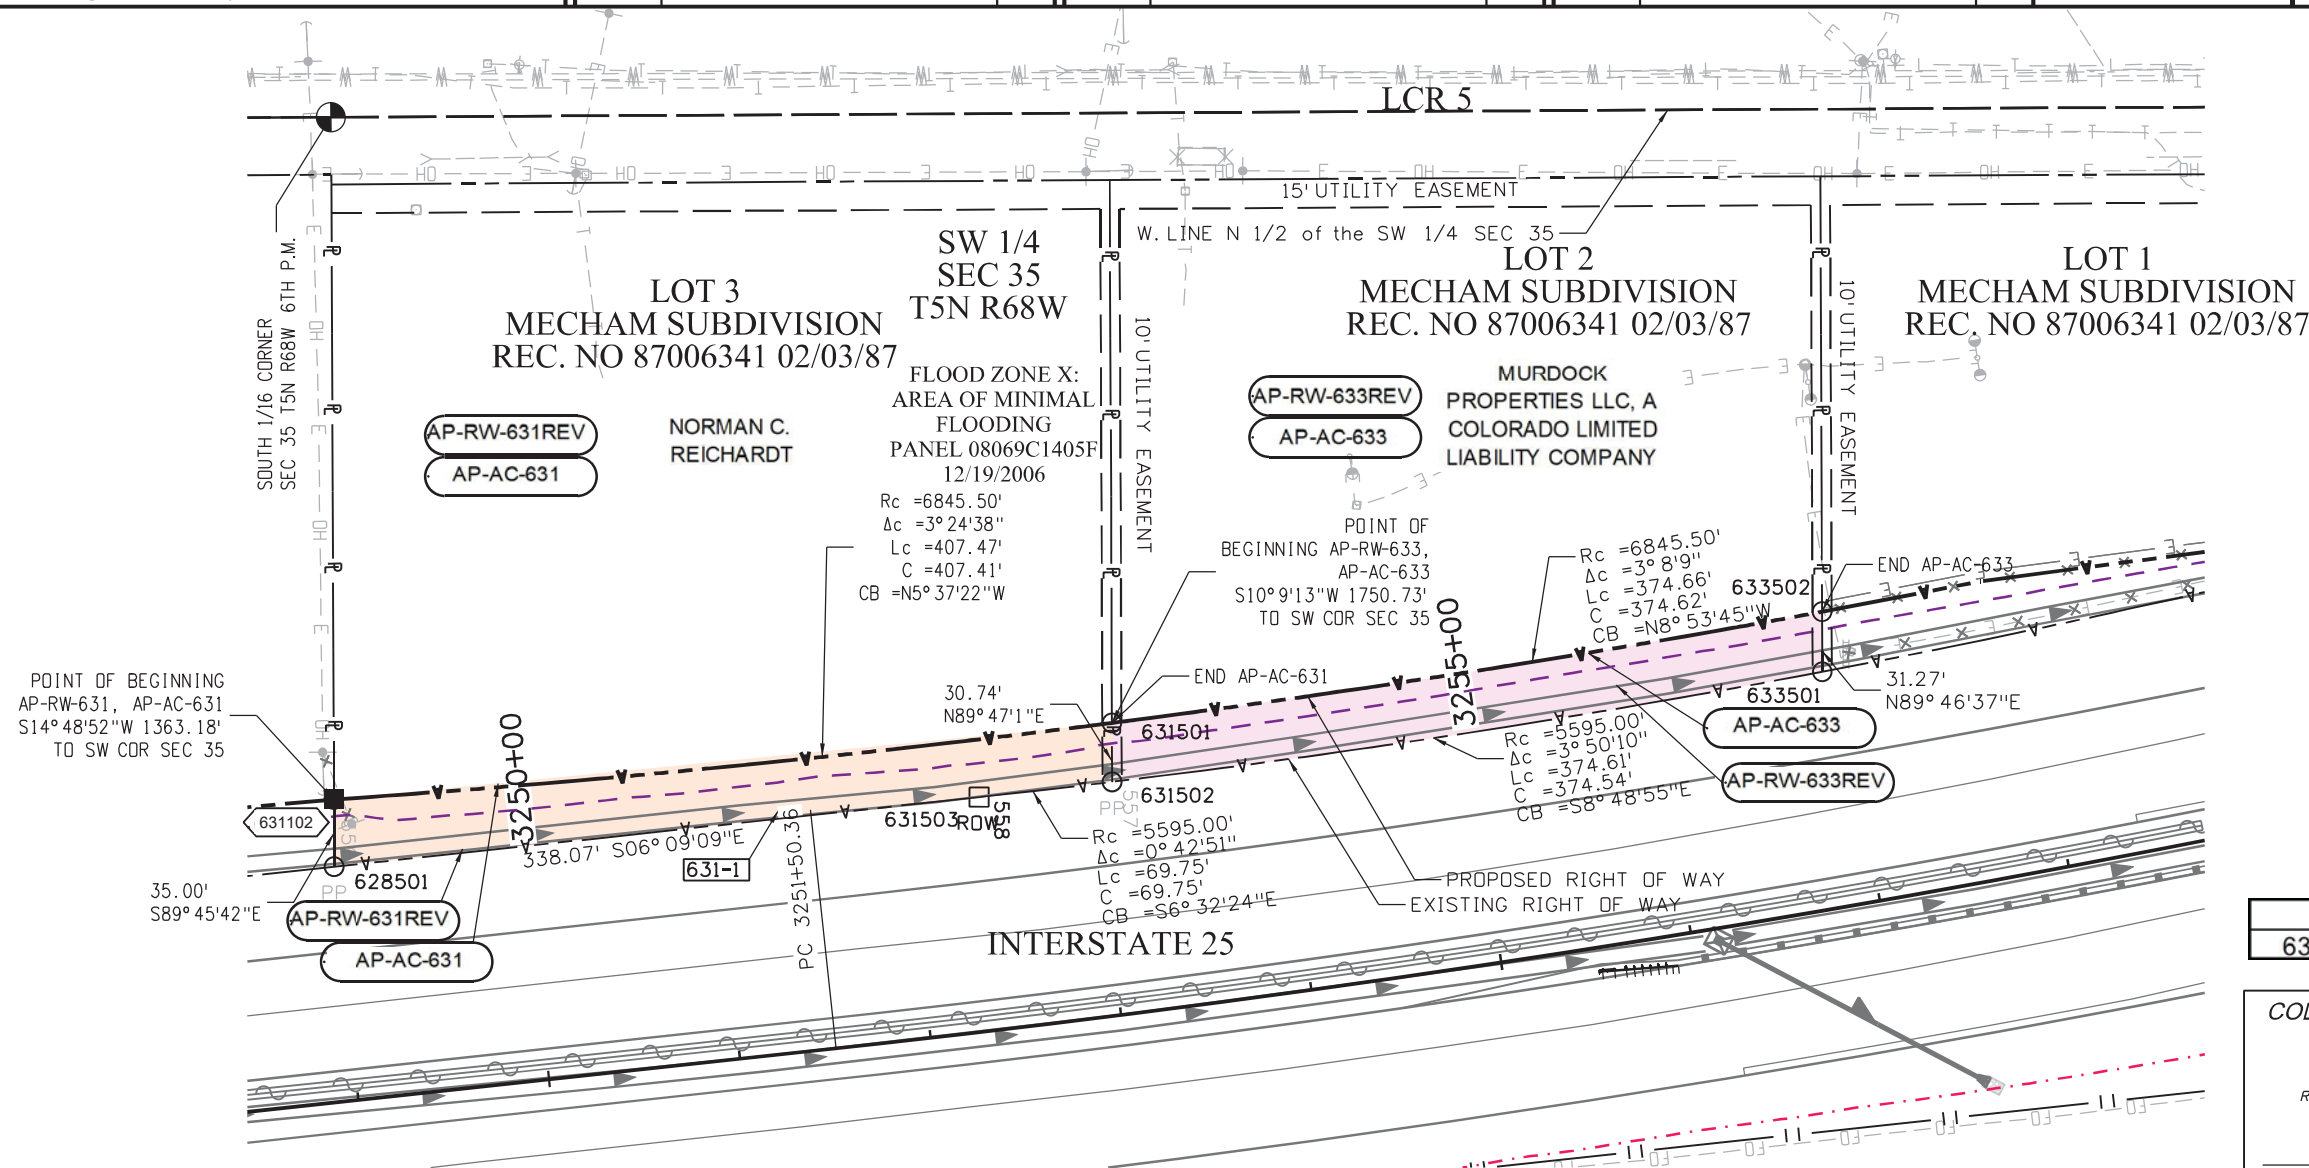 LCR 5
15' UTILITY EASEMENT
W. LINE N 1/2 of the SW 1/4 SEC 35
SOUTH 1/16 CORNER
SEC 35 T5N R68W 6TH P.M.
SW 1/4
SEC 35
T5N R68W
LOT 3
MECHAM SUBDIVISION
REC. NO 87006341 02/03/87
LOT 2
MECHAM SUBDIVISION
REC. NO 87006341 02/03/87
LOT 1
MECHAM SUBDIVISION
REC. NO 87006341 02/03/87
10' UTILITY EASEMENT
10' UTILITY EASEMENT
FLOOD ZONE X:
AREA OF MINIMAL
FLOODING
PANEL 08069C1405F
12/19/2006
AP-RW-631REV
AP-AC-631
NORMAN C.
REICHARDT
AP-RW-633REV
AP-AC-633
MURDOCK
PROPERTIES LLC, A
COLORADO LIMITED
LIABILITY COMPANY
Rc =6845.50'
Δc =3°24'38"
Lc =407.47'
C =407.41'
CB =N5°37'22"W
POINT OF
BEGINNING AP-RW-633,
AP-AC-633
S10°9'13"W 1750.73'
TO SW COR SEC 35
Rc =6845.50'
Δc =3°8'9"
Lc =374.66'
C =374.62'
CB =N8°53'45"W
633502
END AP-AC-633
POINT OF BEGINNING
AP-RW-631, AP-AC-631
S14°48'52"W 1363.18'
TO SW COR SEC 35
END AP-AC-631
30.74'
N89°47'1"E
631501
3255+00
3250+00
633501
31.27'
N89°46'37"E
AP-AC-633
AP-RW-633REV
Rc =5595.00'
Δc =3°50'10"
Lc =374.61'
C =374.54'
CB =S8°48'55"E
631102
631502
631503
ROW
558
557
PP
338.07' S06°09'09"E
631-1
PC 3251+50.36
Rc =5595.00'
Δc =0°42'51"
Lc =69.75'
C =69.75'
CB =S6°32'24"E
628501
PP
35.00'
S89°45'42"E
AP-RW-631REV
AP-AC-631
PROPOSED RIGHT OF WAY
EXISTING RIGHT OF WAY
INTERSTATE 25
63
COL
R